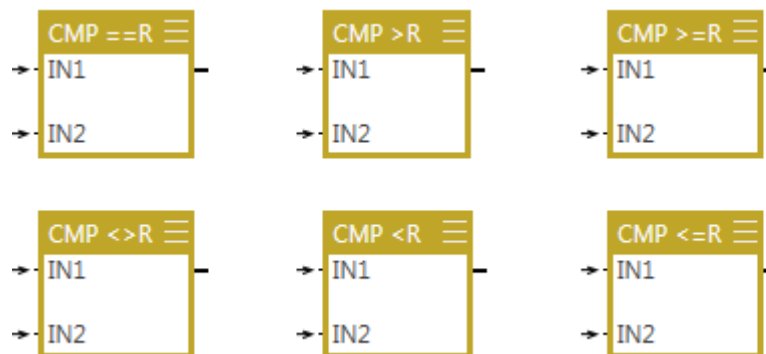 CMP ==R
IN1
IN2
CMP >R
IN1
IN2
CMP >=R
IN1
IN2
CMP <>R
IN1
IN2
CMP <R
IN1
IN2
CMP <=R
IN1
IN2